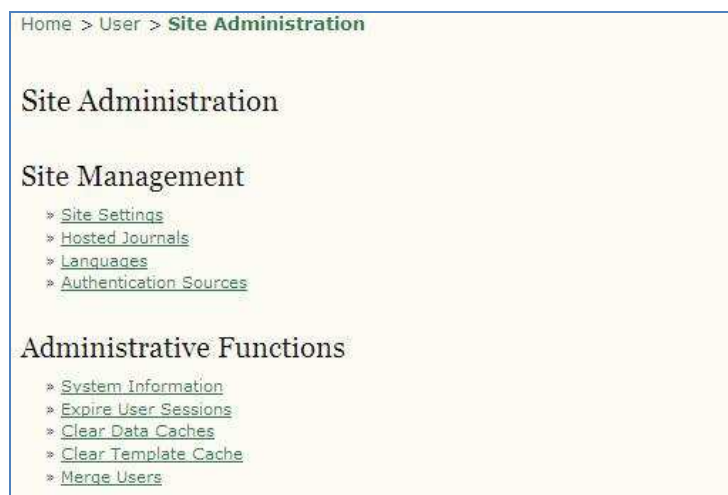 Home > User > Site Administration
Site Administration
Site Management
» Site Settings
» Hosted Journals
» Languages
» Authentication Sources
Administrative Functions
» System Information
» Expire User Sessions
» Clear Data Caches
» Clear Template Cache
» Merge Users